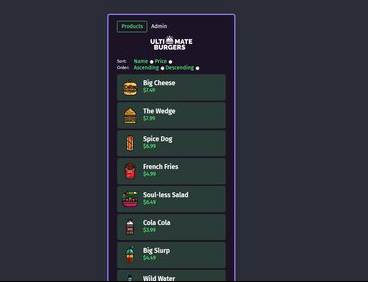 Products Admin
ULTIMATE
BURGERS
Sort: Name Price
Order: Ascending Descending
Big Cheese
$7.49
The Wedge
$7.99
Spice Dog
$6.99
French Fries
$4.99
Soul-less Salad
$6.49
Cola Cola
$3.99
Big Slurp
$4.49
Wild Water